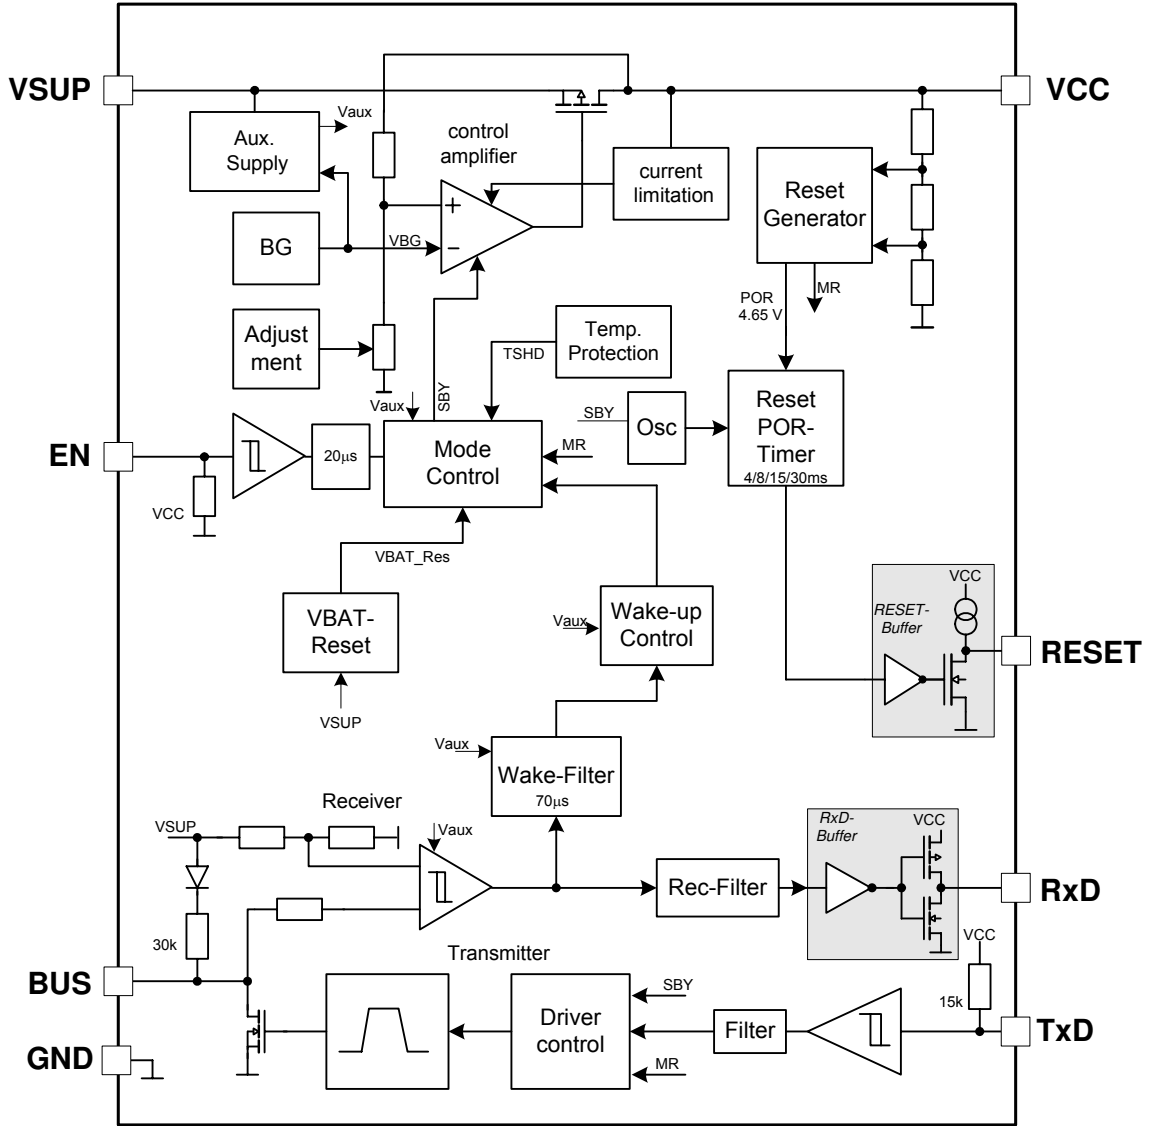 VSUP
VCC
Vaux
Aux.
Supply
control
amplifier
current
limitation
Reset
Generator
+
BG
VBG
−
POR
4.65 V
MR
Adjust
ment
Temp.
Protection
TSHD
SBY
Vaux
SBY
Osc
Reset
POR-
Timer
4/8/15/30ms
EN
20µs
Mode
Control
MR
VCC
VBAT_Res
VCC
RESET-
Buffer
VBAT-
Reset
Vaux
Wake-up
Control
RESET
VSUP
Vaux
Wake-Filter
70µs
Receiver
VSUP
Vaux
RxD-
Buffer
VCC
Rec-Filter
RxD
30k
VCC
Transmitter
BUS
SBY
15k
Driver
control
Filter
TxD
GND
MR